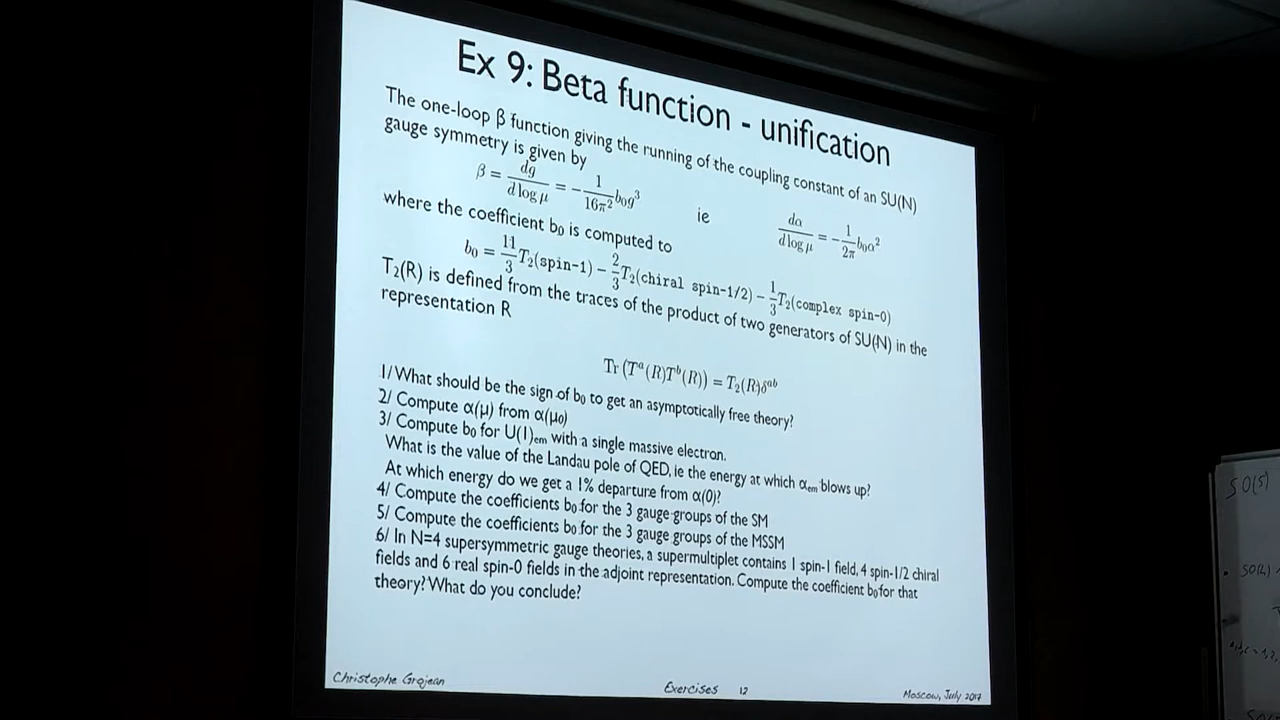 Ex 9: Beta function - unification
The one-loop β function giving the running of the coupling constant of an SU(N)
gauge symmetry is given by
β = dg/d log μ = − 1/16π² b₀g³ ie dα/d log μ = − 1/2π b₀α²
where the coefficient b₀ is computed to
b₀ = 11/3 T₂(spin-1) − 2/3 T₂(chiral spin-1/2) − 1/3 T₂(complex spin-0)
T₂(R) is defined from the traces of the product of two generators of SU(N) in the
representation R
Tr (Tᵃ(R)Tᵇ(R)) = T₂(R)δᵃᵇ
1/ What should be the sign of b₀ to get an asymptotically free theory?
2/ Compute α(μ) from α(μ₀)
3/ Compute b₀ for U(1)ₑₘ with a single massive electron.
What is the value of the Landau pole of QED, ie the energy at which αₑₘ blows up?
At which energy do we get a 1% departure from α(0)?
4/ Compute the coefficients b₀ for the 3 gauge groups of the SM
5/ Compute the coefficients b₀ for the 3 gauge groups of the MSSM
6/ In N=4 supersymmetric gauge theories, a supermultiplet contains 1 spin-1 field, 4 spin-1/2 chiral
fields and 6 real spin-0 fields in the adjoint representation. Compute the coefficient b₀ for that
theory? What do you conclude?
Christophe Grojean
Exercises 12
Moscow, July 2017
SO(5)